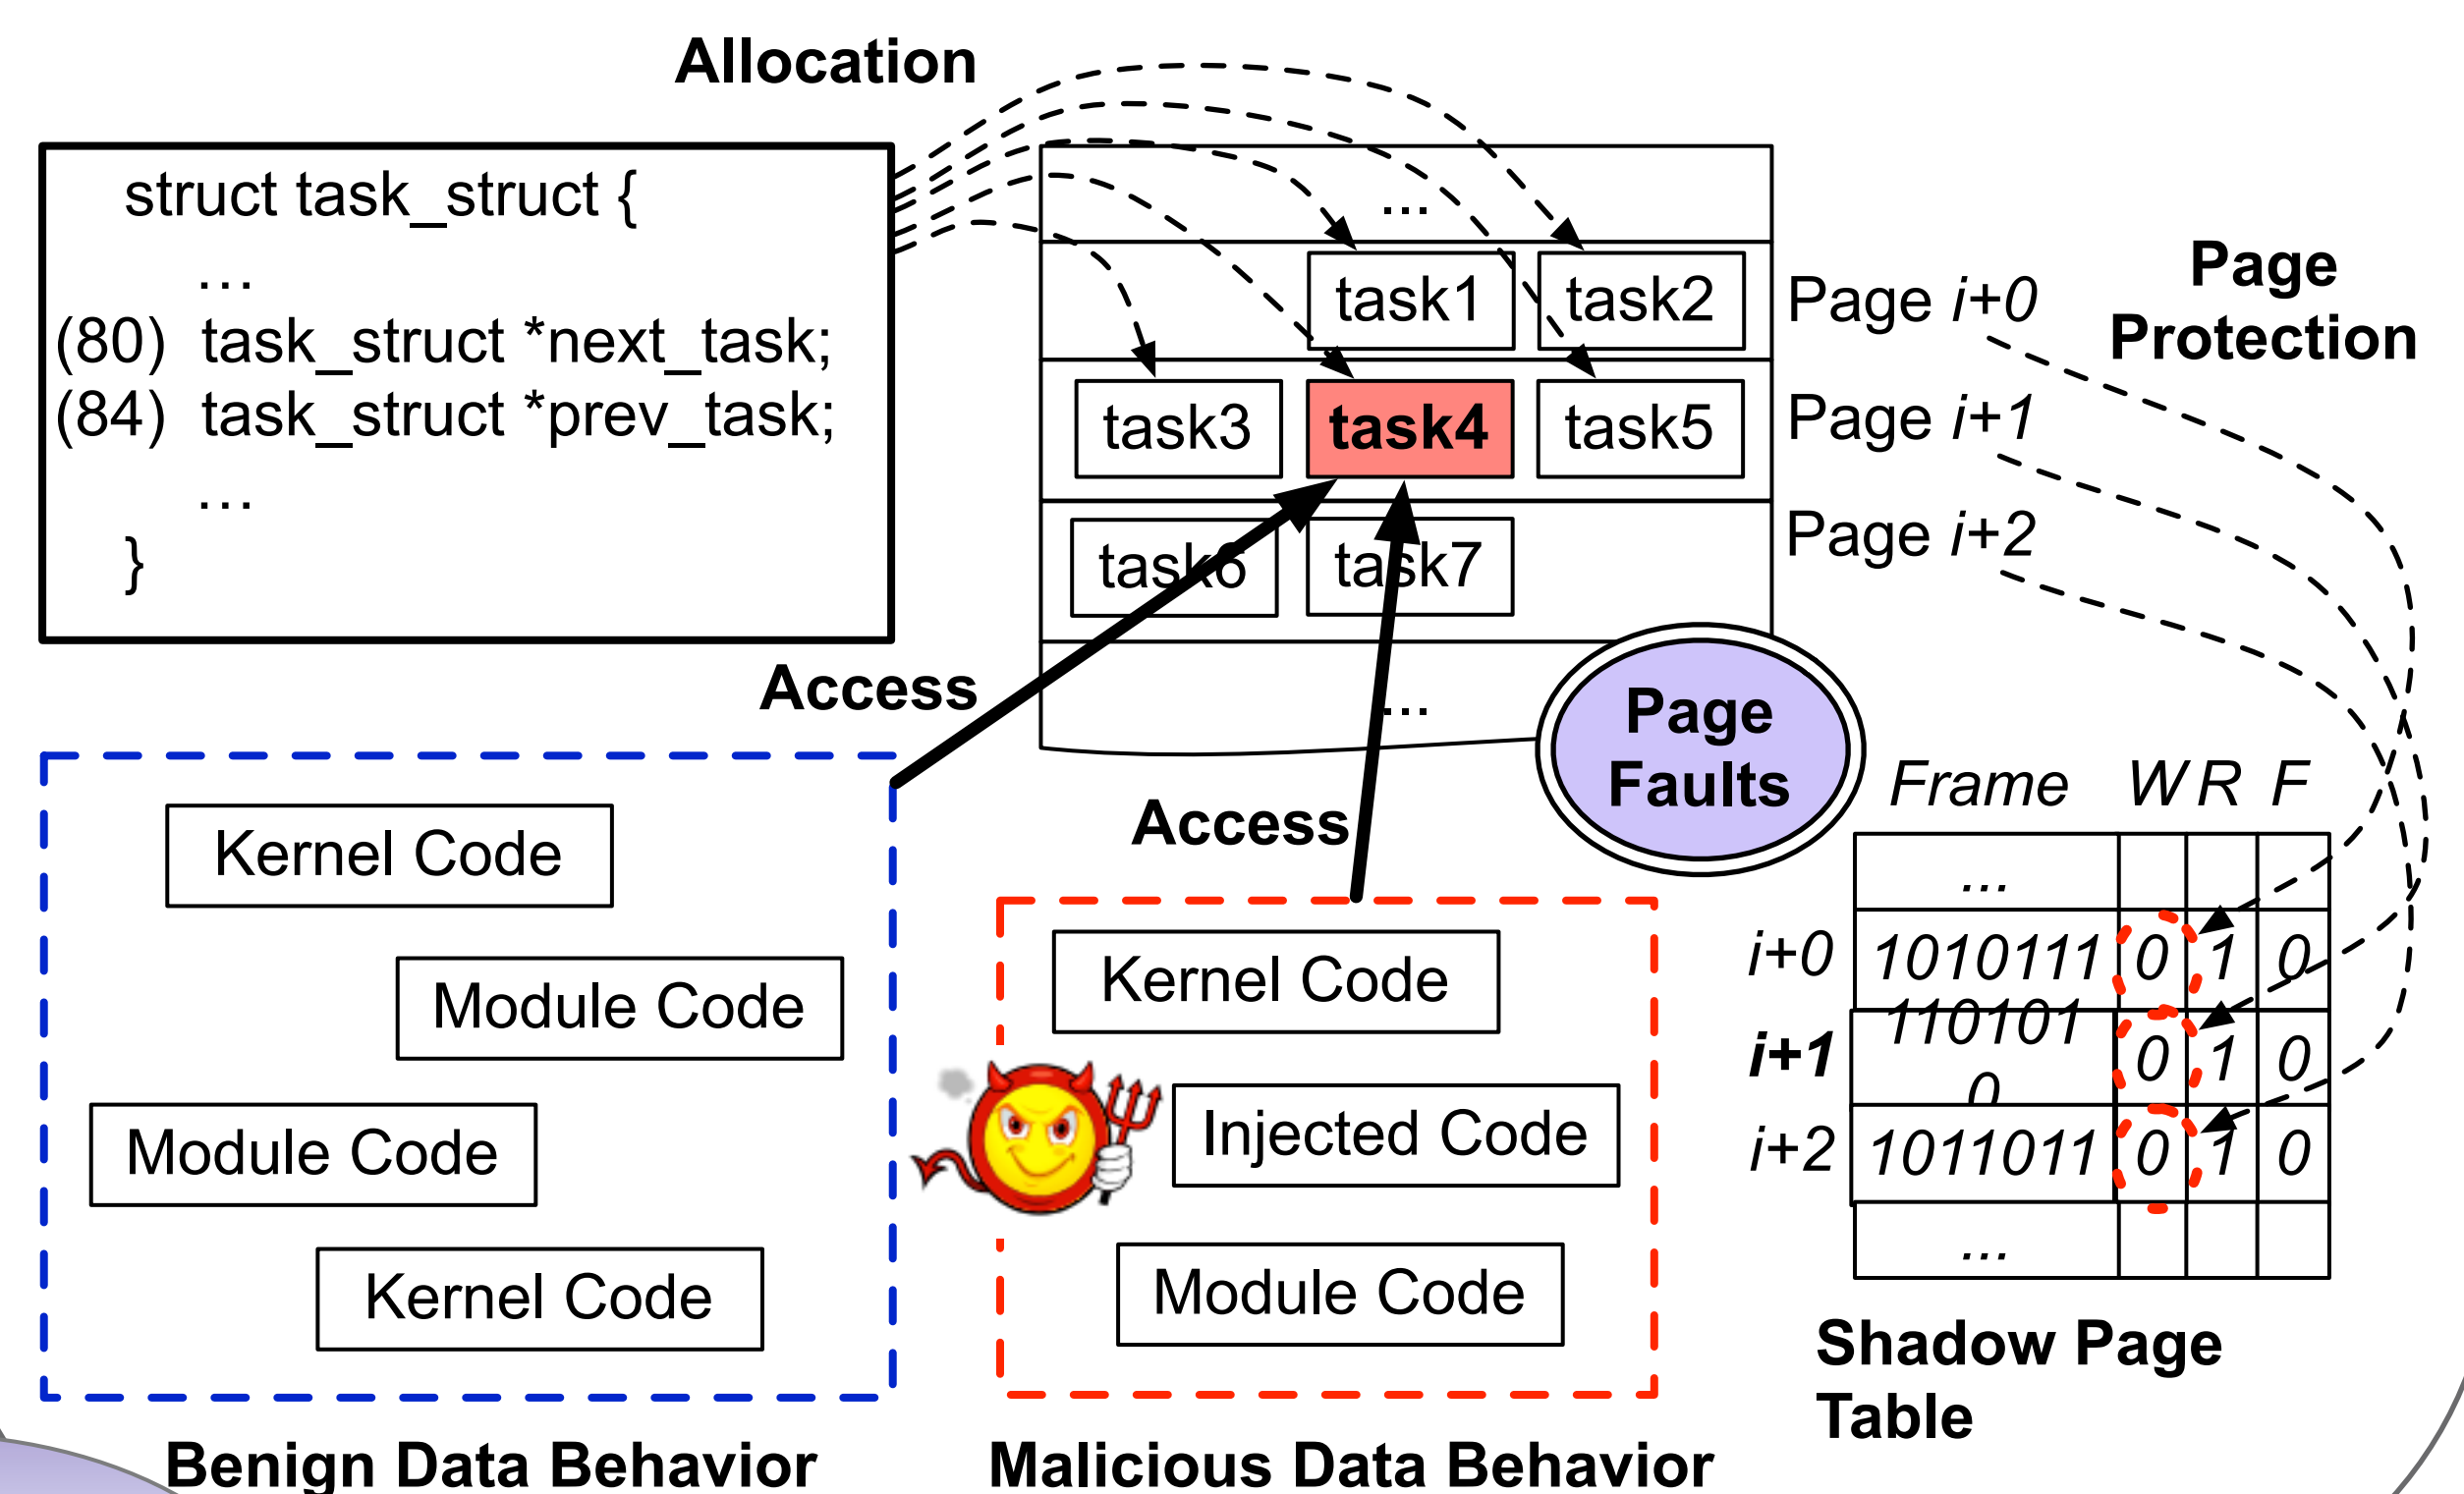 Allocation
struct task_struct {
...
(80) task_struct *next_task;
(84) task_struct *prev_task;
...
}
...
task1 task2
task3 task4 task5
task6 task7
...
Page i+0
Page i+1
Page i+2
Page
Protection
Access
Access
Page
Faults
Kernel Code
Module Code
Module Code
Kernel Code
Benign Data Behavior
Kernel Code
Injected Code
Module Code
Malicious Data Behavior
Frame W R F
...
i+0 1010111 0 1 0
i+1 110101 0 1 0
0
i+2 1011011 0 1 0
...
Shadow Page
Table